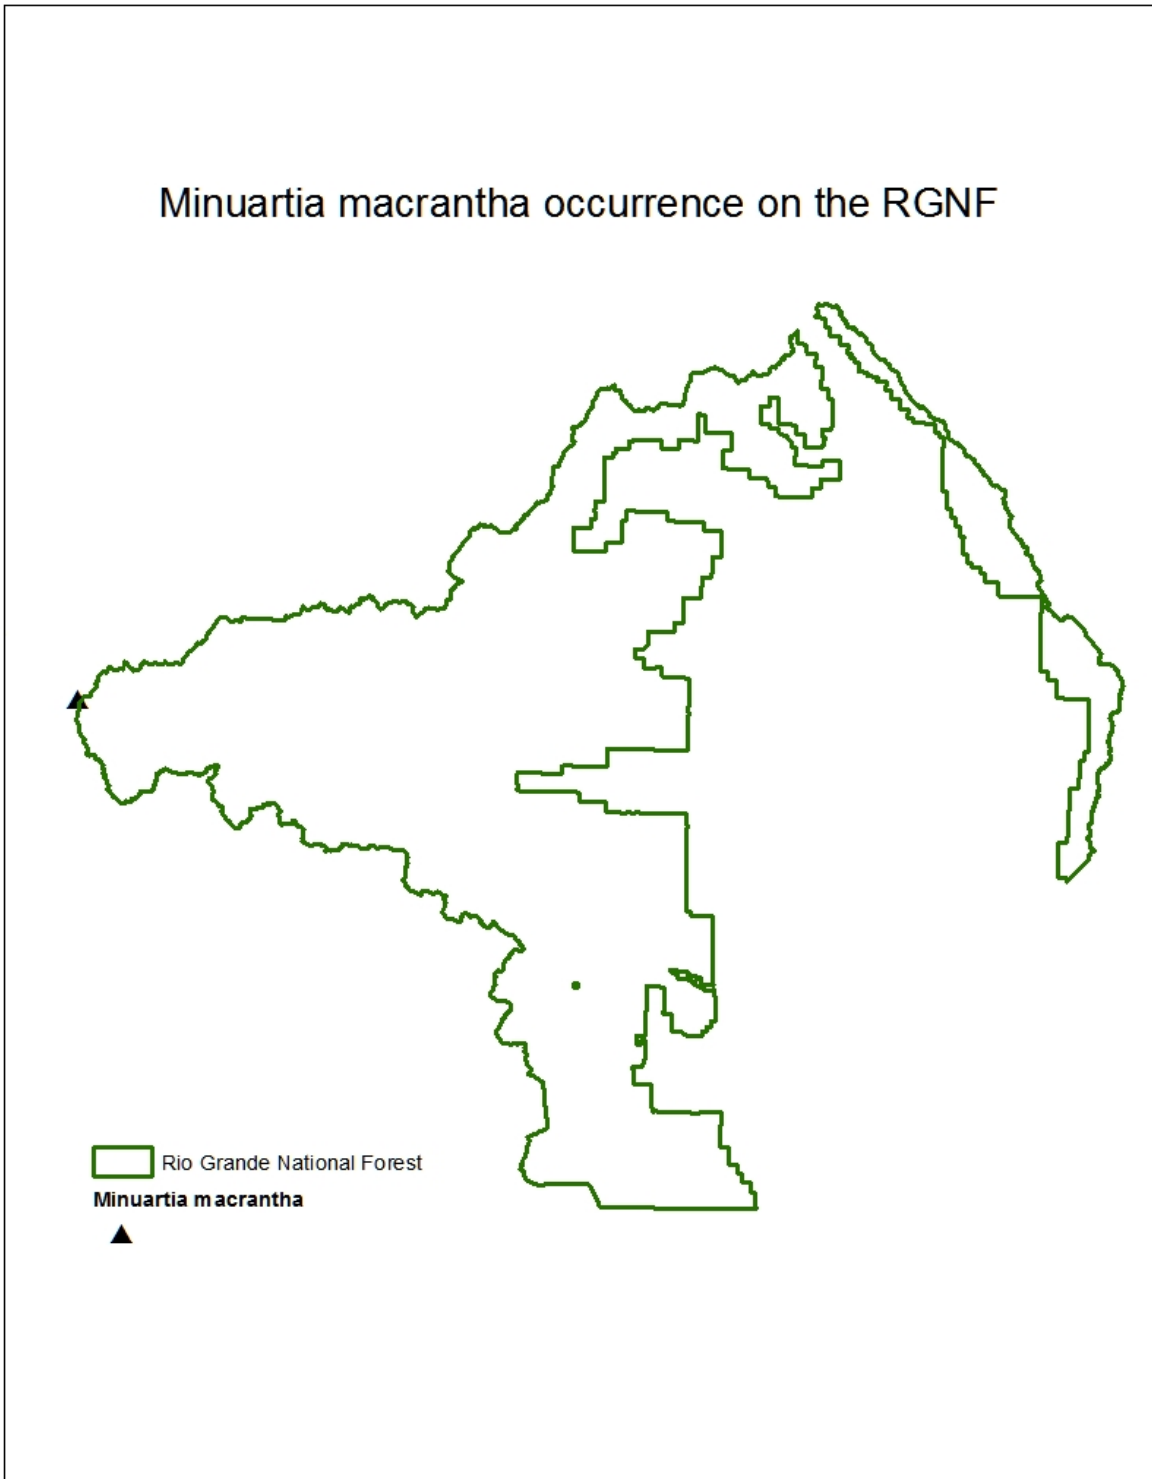 Minuartia macrantha occurrence on the RGNF
Rio Grande National Forest
Minuartia macrantha